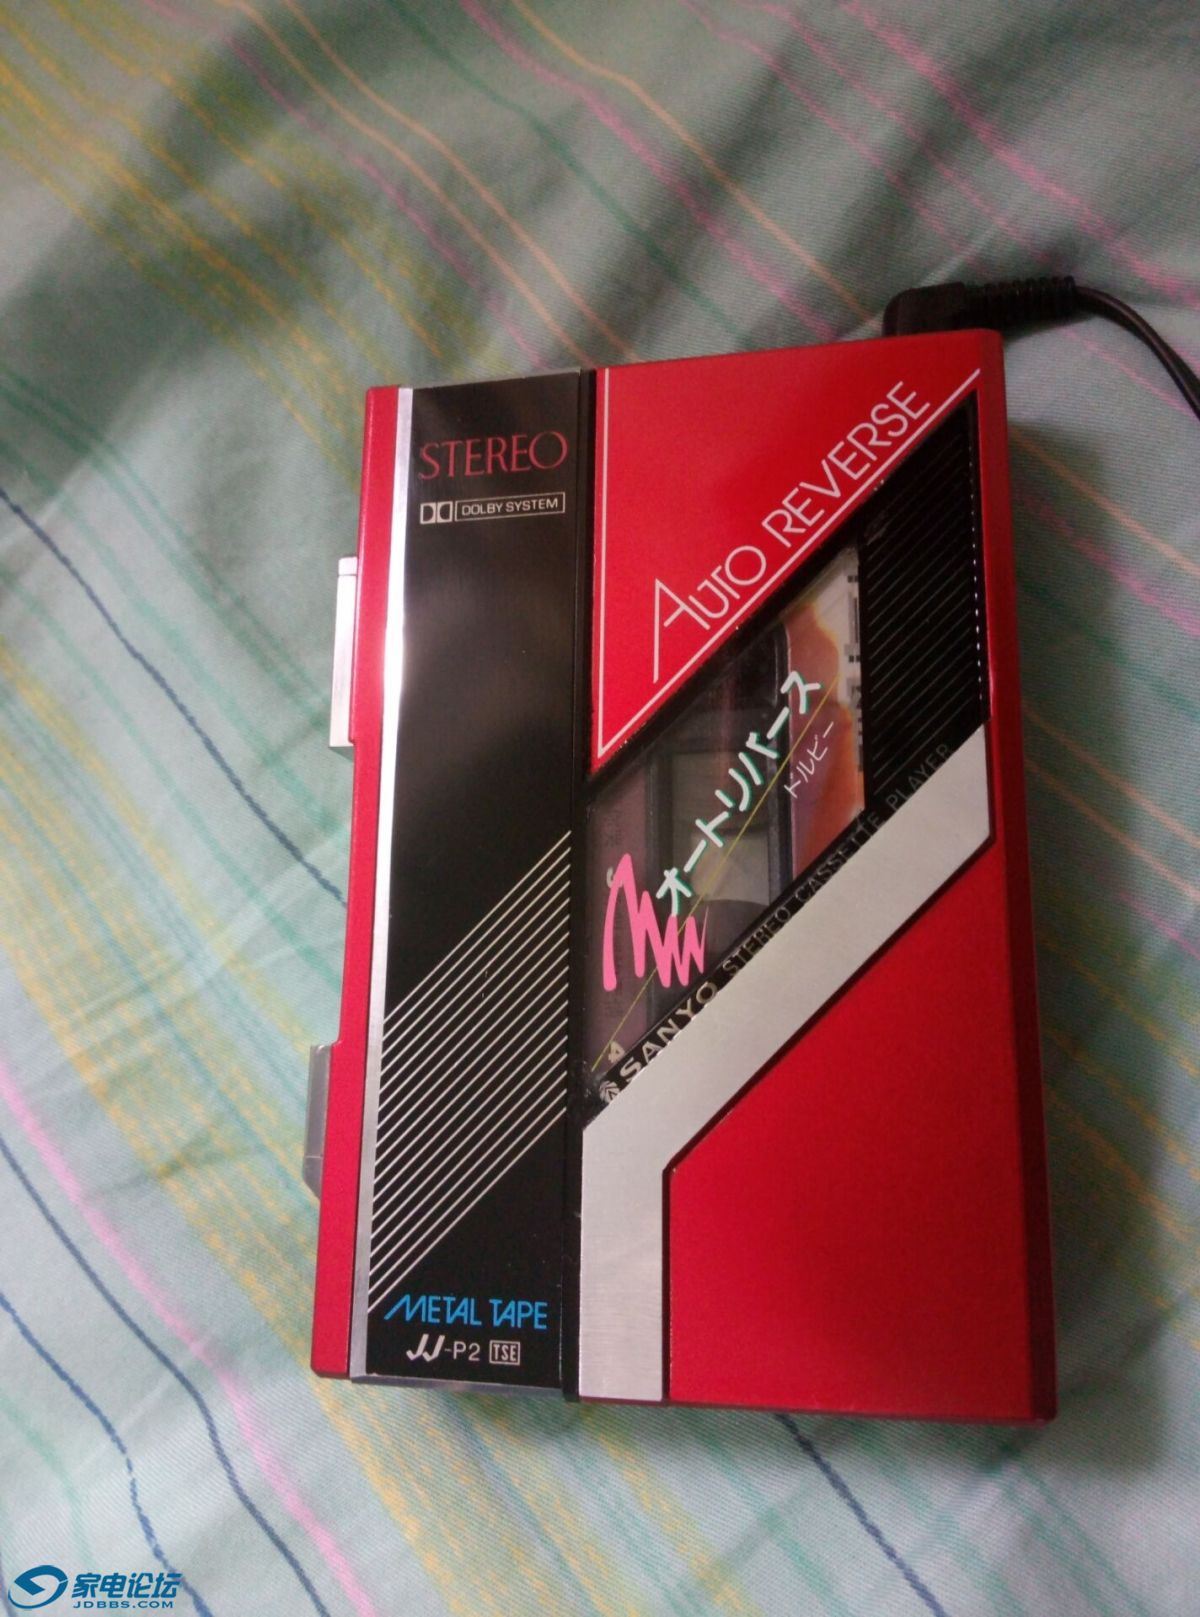 STEREO
DOLBY SYSTEM
AUTO REVERSE
オートリバース
ドルビー
SANYO STEREO CASSETTE PLAYER
METAL TAPE
JJ-P2 TSE
家电论坛
JDBBS.COM